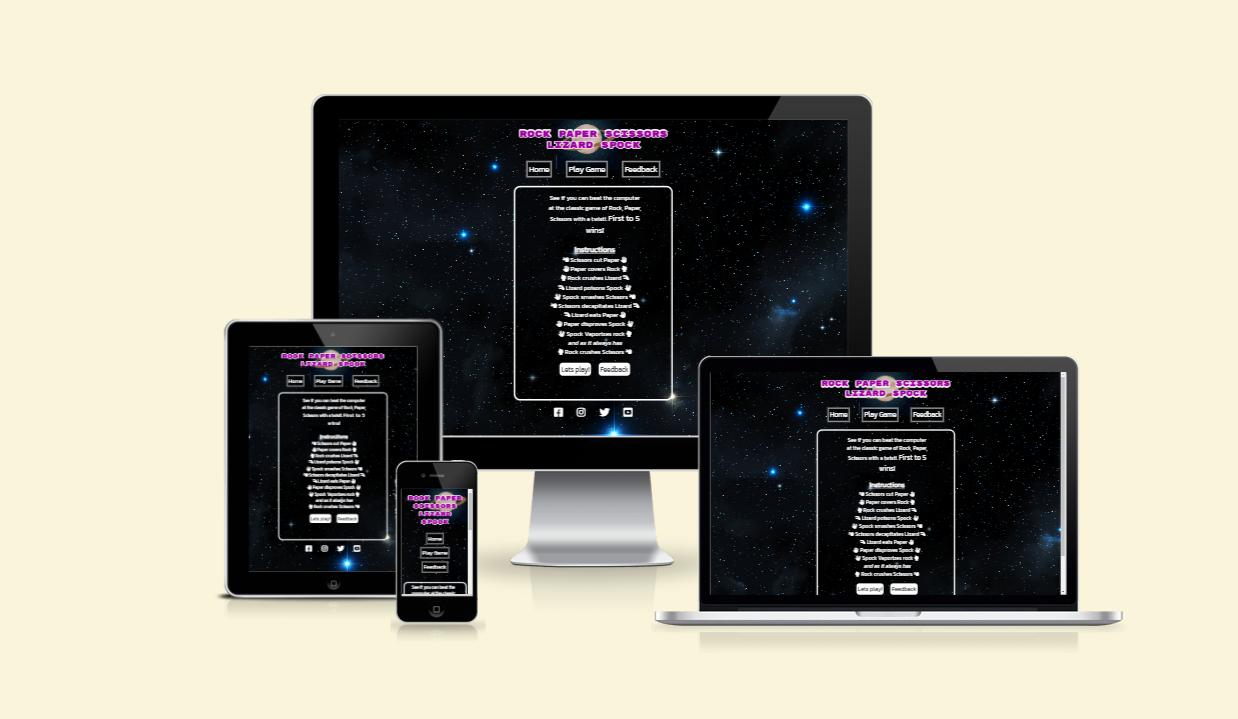 ROCK PAPER SCISSORS
LIZARD SPOCK
Home Play Game Feedback
See if you can beat the computer
at the classic game of Rock, Paper,
Scissors with a twist! First to 5
wins!
Instructions
Scissors cut Paper
Paper covers Rock
Rock crushes Lizard
Lizard poisons Spock
Spock smashes Scissors
Scissors decapitates Lizard
Lizard eats Paper
Paper disproves Spock
Spock Vaporizes rock
and as it always has
Rock crushes Scissors
Lets play! Feedback
ROCK PAPER SCISSORS
LIZARD SPOCK
Home Play Game Feedback
See if you can beat the computer
at the classic game of Rock, Paper,
Scissors with a twist! First to 5
wins!
Instructions
Scissors cut Paper
Paper covers Rock
Rock crushes Lizard
Lizard poisons Spock
Spock smashes Scissors
Scissors decapitates Lizard
Lizard eats Paper
Paper disproves Spock
Spock Vaporizes rock
and as it always has
Rock crushes Scissors
Lets play! Feedback
ROCK PAPER
SCISSORS
LIZARD
SPOCK
Home
Play Game
Feedback
See if you can beat the
computer at the classic
ROCK PAPER SCISSORS
LIZARD SPOCK
Home Play Game Feedback
See if you can beat the computer
at the classic game of Rock, Paper,
Scissors with a twist! First to 5
wins!
Instructions
Scissors cut Paper
Paper covers Rock
Rock crushes Lizard
Lizard poisons Spock
Spock smashes Scissors
Scissors decapitates Lizard
Lizard eats Paper
Paper disproves Spock
Spock Vaporizes rock
and as it always has
Rock crushes Scissors
Lets play! Feedback